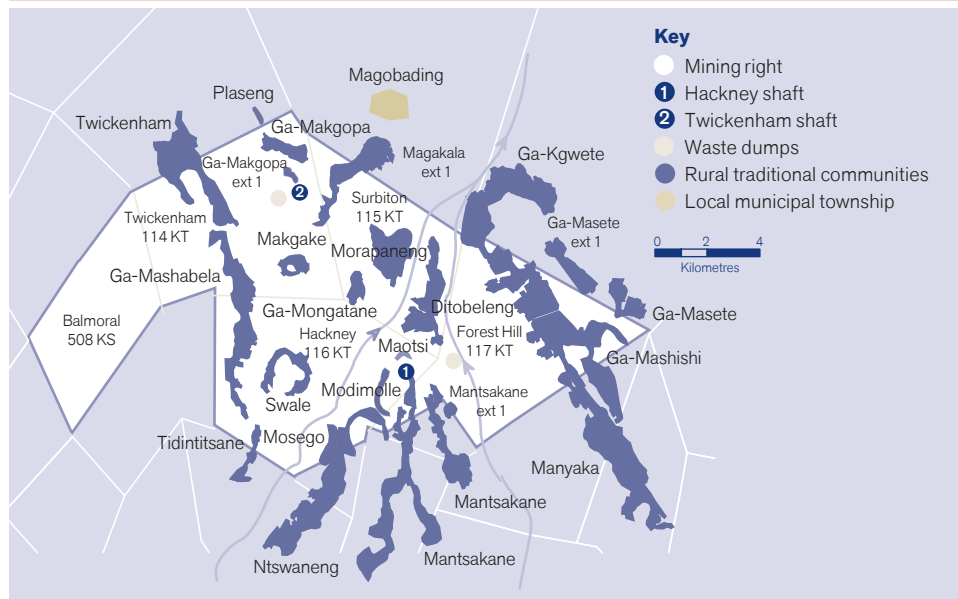 Key
Mining right
1 Hackney shaft
2 Twickenham shaft
Waste dumps
Rural traditional communities
Local municipal township
0 2 4
Kilometres
Magobading
Plaseng
Twickenham
Ga-Makgopa
Ga-Makgopa
ext 1
2
Magakala
ext 1
Ga-Kgwete
Surbiton
115 KT
Twickenham
114 KT
Makgake
Morapaneng
Ga-Masete
ext 1
Ga-Mashabela
Ga-Mongatane
Ditobeleng
Ga-Masete
Balmoral
508 KS
Hackney
116 KT
Maotsi
Forest Hill
117 KT
Ga-Mashishi
1
Modimolle
Mantsakane
ext 1
Swale
Tidintitsane
Mosego
Manyaka
Mantsakane
Ntswaneng
Mantsakane